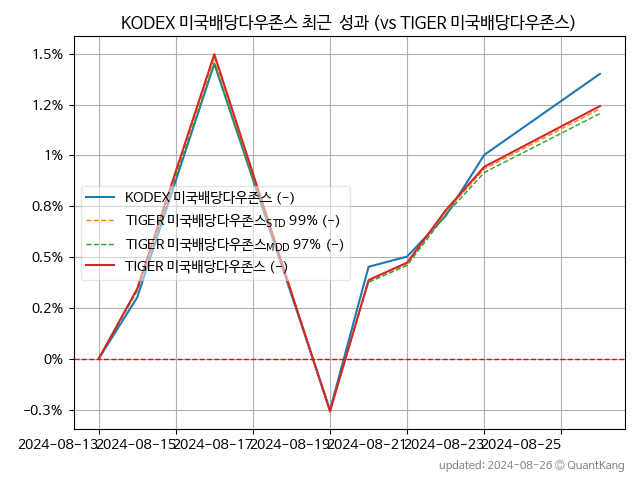 KODEX 미국배당다우존스 최근 성과 (vs TIGER 미국배당다우존스)
1.5%
1.2%
1%
0.8%
0.5%
0.2%
0%
−0.3%
KODEX 미국배당다우존스 (−)
TIGER 미국배당다우존스STD 99% (−)
TIGER 미국배당다우존스MDD 97% (−)
TIGER 미국배당다우존스 (−)
2024-08-13 2024-08-15 2024-08-17 2024-08-19 2024-08-21 2024-08-23 2024-08-25
updated: 2024-08-26 © QuantKang